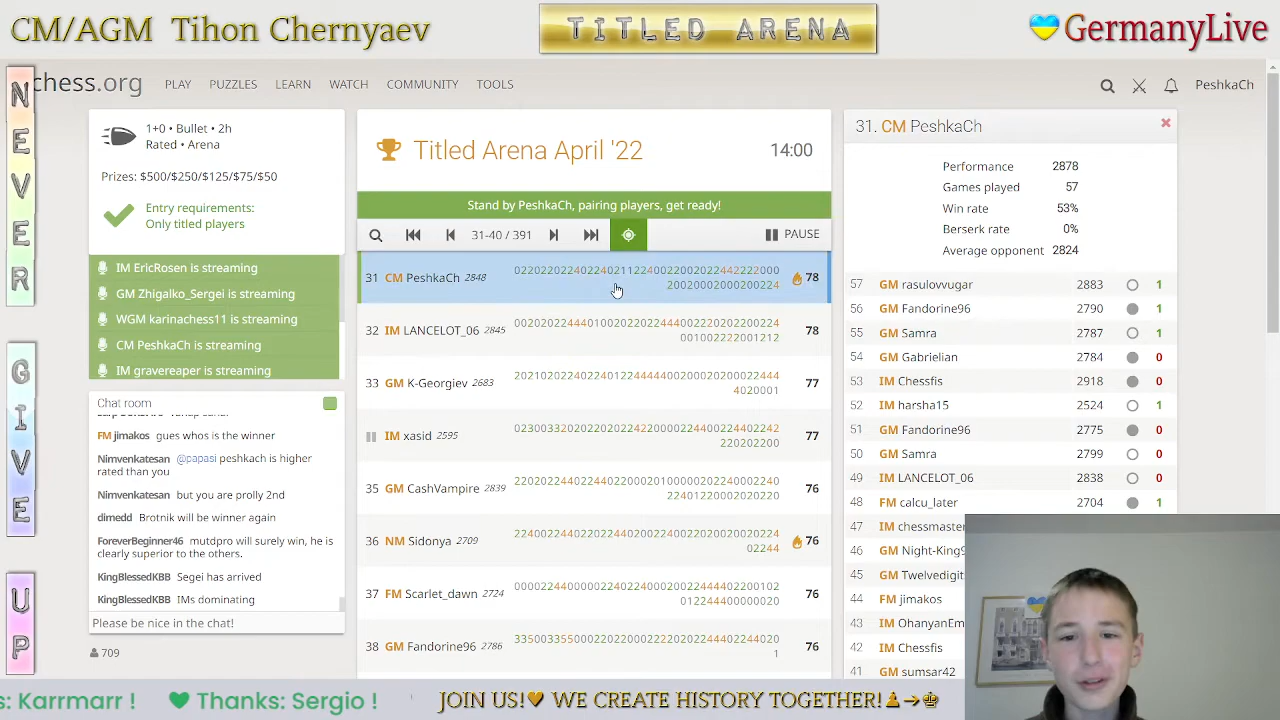 CM/AGM Tihon Chernyaev
TITLED ARENA
GermanyLive
NEVER
GIVE
UP
chess.org
PLAY PUZZLES LEARN WATCH COMMUNITY TOOLS
PeshkaCh
1+0 • Bullet • 2h
Rated • Arena
Prizes: $500/$250/$125/$75/$50
Entry requirements:
Only titled players
IM EricRosen is streaming
GM Zhigalko_Sergei is streaming
WGM karinachess11 is streaming
CM PeshkaCh is streaming
IM gravereaper is streaming
Chat room
FM jimakos gues whos is the winner
Nimvenkatesan @papasi peshkach is higher
rated than you
Nimvenkatesan but you are prolly 2nd
dimedd Brotnik will be winner again
ForeverBeginner46 mutdpro will surely win, he is
clearly superior to the others.
KingBlessedKBB Segei has arrived
KingBlessedKBB IMs dominating
Please be nice in the chat!
709
Titled Arena April '22 14:00
Stand by PeshkaCh, pairing players, get ready!
31-40 / 391 PAUSE
31 CM PeshkaCh 2848 78
32 IM LANCELOT_06 2845 78
33 GM K-Georgiev 2683 77
4020001
IM xasid 2595 77
220202200
35 GM CashVampire 2839 76
36 NM Sidonya 2709 76
02244
37 FM Scarlet_dawn 2724 76
38 GM Fandorine96 2786 76
1
31. CM PeshkaCh
Performance 2878
Games played 57
Win rate 53%
Berserk rate 0%
Average opponent 2824
57 GM rasulovvugar 2883 1
56 GM Fandorine96 2790 1
55 GM Samra 2787 1
54 GM Gabrielian 2784 0
53 IM Chessfis 2918 0
52 IM harsha15 2524 1
51 GM Fandorine96 2775 0
50 GM Samra 2799 0
49 IM LANCELOT_06 2838 0
48 FM calcu_later 2704 1
47 IM chessmaster
46 GM Night-King9
45 GM Twelvedigit
44 FM jimakos
43 IM OhanyanEm
42 IM Chessfis
41 GM sumsar42
s: Karrmarr ! Thanks: Sergio ! JOIN US! WE CREATE HISTORY TOGETHER!